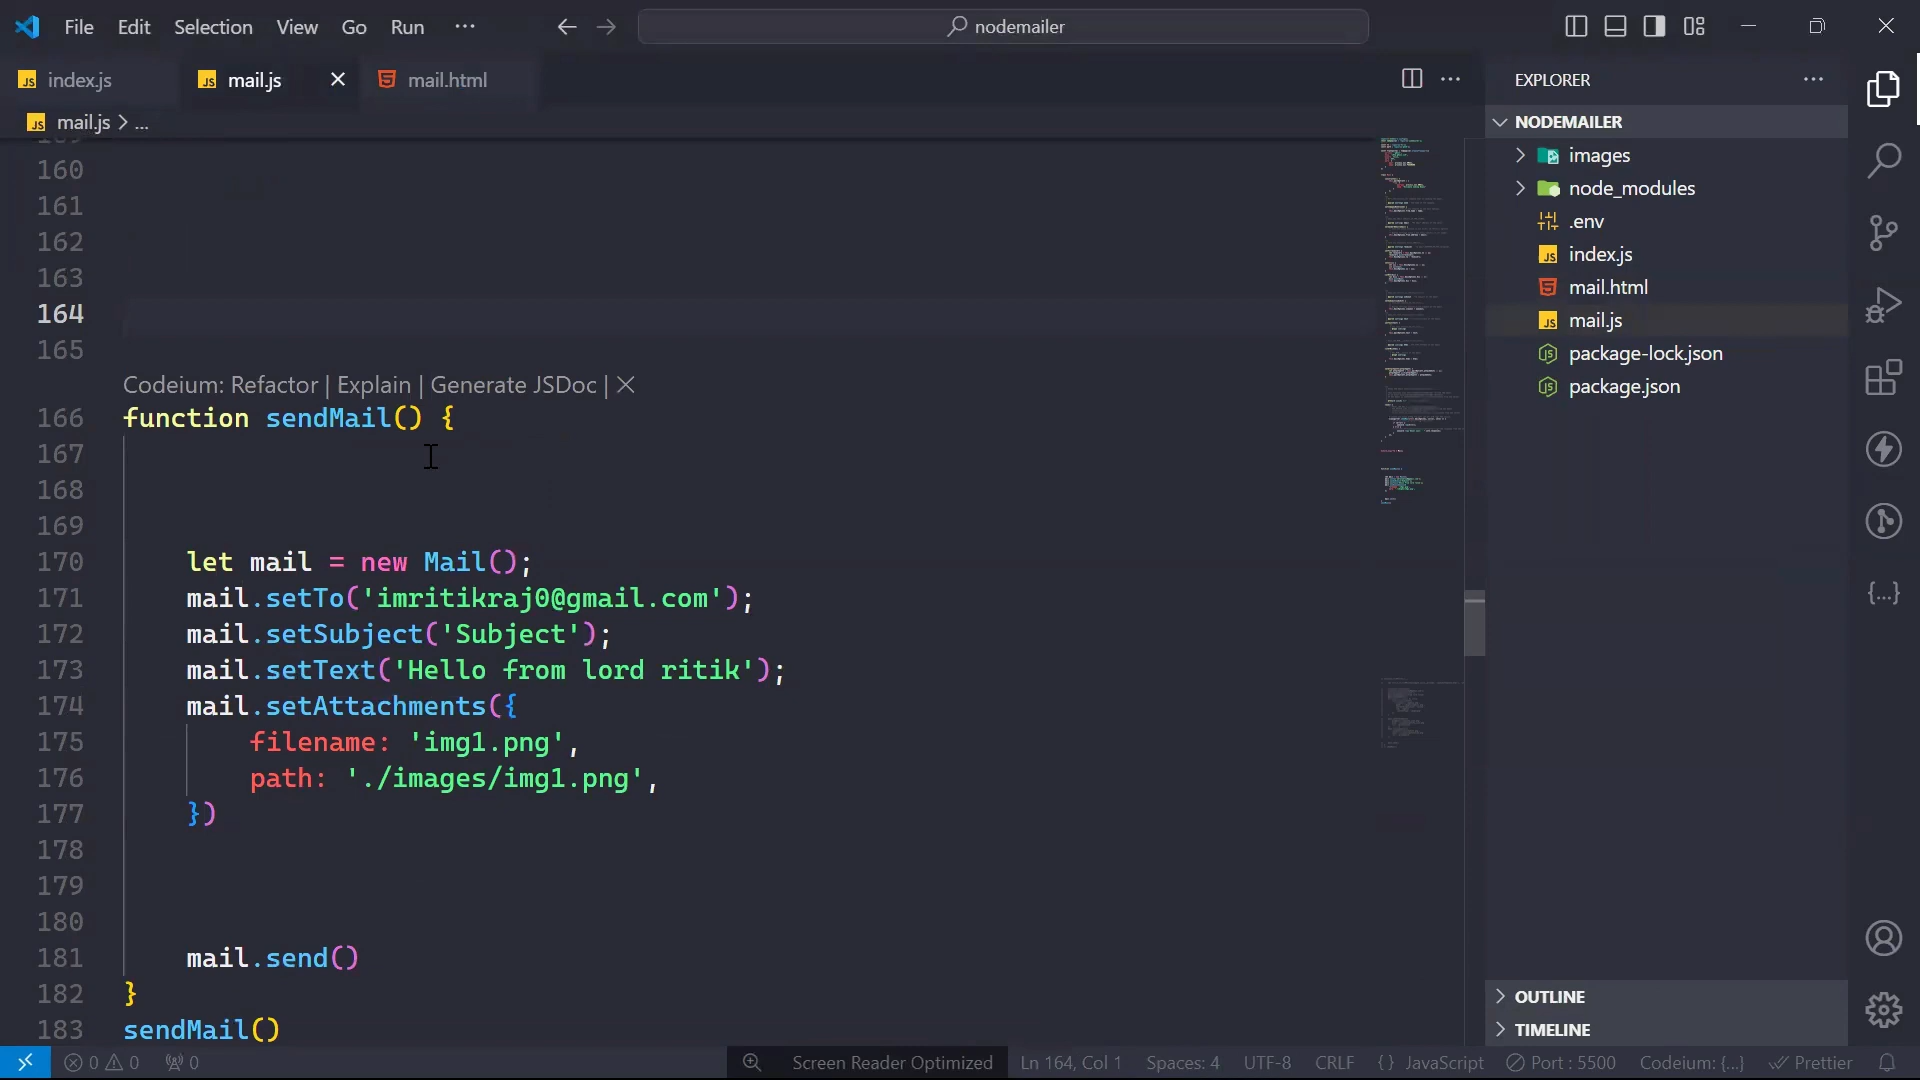 File Edit Selection View Go Run ···
nodemailer
index.js
mail.js
mail.html
mail.js > ...
160
161
162
163
164
165
Codeium: Refactor | Explain | Generate JSDoc |
166 function sendMail() {
167
168
169
170 let mail = new Mail();
171 mail.setTo('imritikraj0@gmail.com');
172 mail.setSubject('Subject');
173 mail.setText('Hello from lord ritik');
174 mail.setAttachments({
175 filename: 'img1.png',
176 path: './images/img1.png',
177 })
178
179
180
181 mail.send()
182 }
183 sendMail()
EXPLORER
NODEMAILER
images
node_modules
.env
index.js
mail.html
mail.js
package-lock.json
package.json
OUTLINE
TIMELINE
0 0 0
Screen Reader Optimized
Ln 164, Col 1
Spaces: 4
UTF-8
CRLF
{ } JavaScript
Port : 5500
Codeium: {...}
Prettier